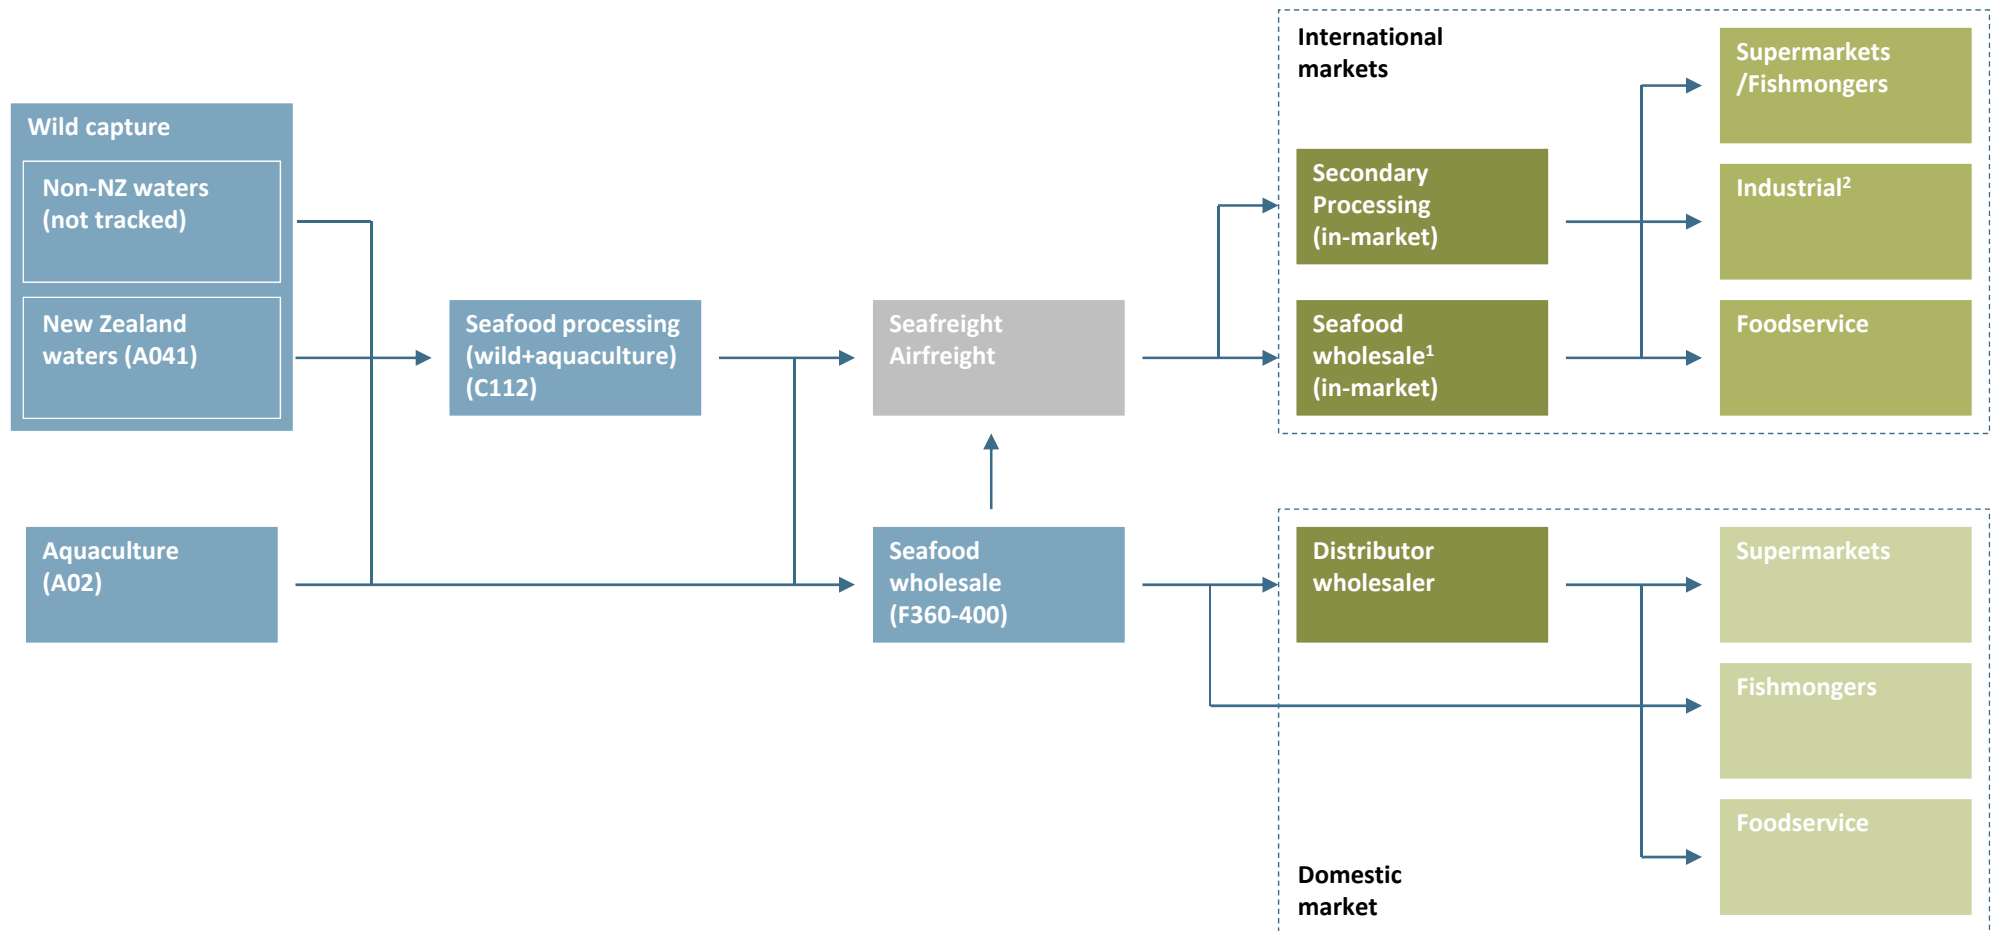 Wild capture
Non-NZ waters
(not tracked)
New Zealand
waters (A041)
Aquaculture
(A02)
Seafood processing
(wild+aquaculture)
(C112)
Seafreight
Airfreight
Seafood
wholesale
(F360-400)
International
markets
Secondary
Processing
(in-market)
Seafood
wholesale¹
(in-market)
Supermarkets
/Fishmongers
Industrial²
Foodservice
Distributor
wholesaler
Supermarkets
Fishmongers
Foodservice
Domestic
market